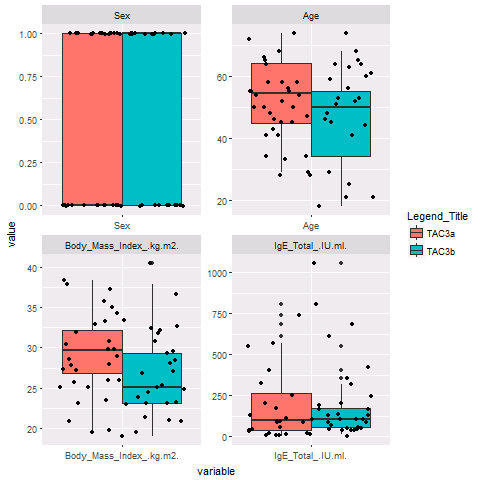 Sex
Age
1.00
0.75
0.50
0.25
0.00
60
40
20
Sex
Age
value
Legend_Title
TAC3a
TAC3b
Body_Mass_Index_.kg.m2.
IgE_Total_.IU.ml.
40
35
30
25
20
1000
750
500
250
0
Body_Mass_Index_.kg.m2.
IgE_Total_.IU.ml.
variable